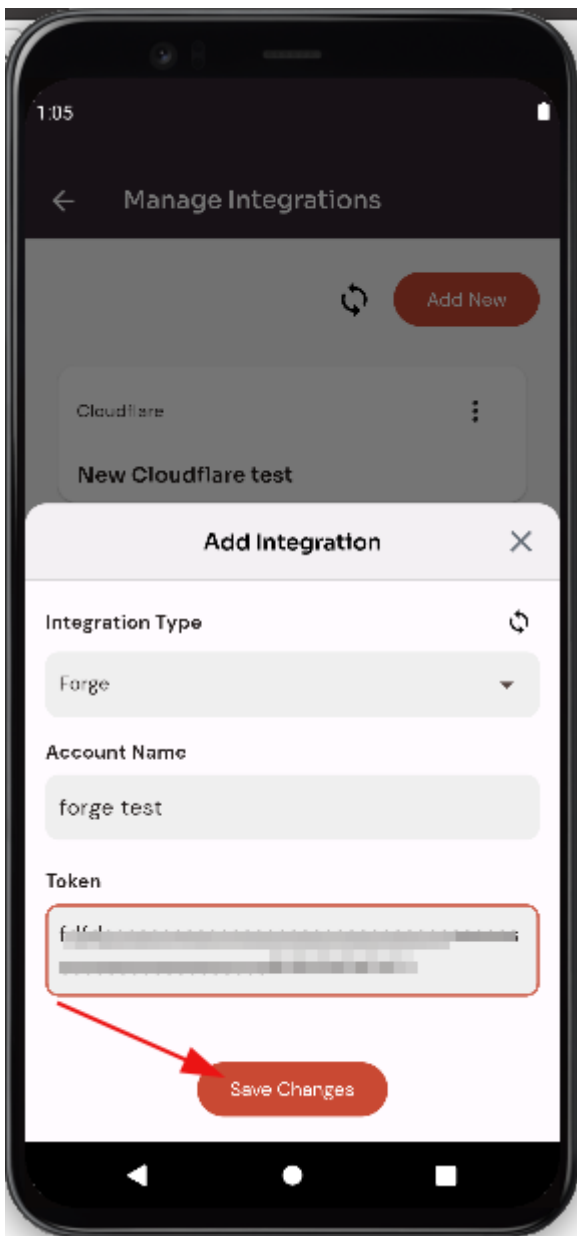 1:05
Manage Integrations
Add New
Cloudflare
New Cloudflare test
Add Integration
Integration Type
Forge
Account Name
forge test
Token
Save Changes